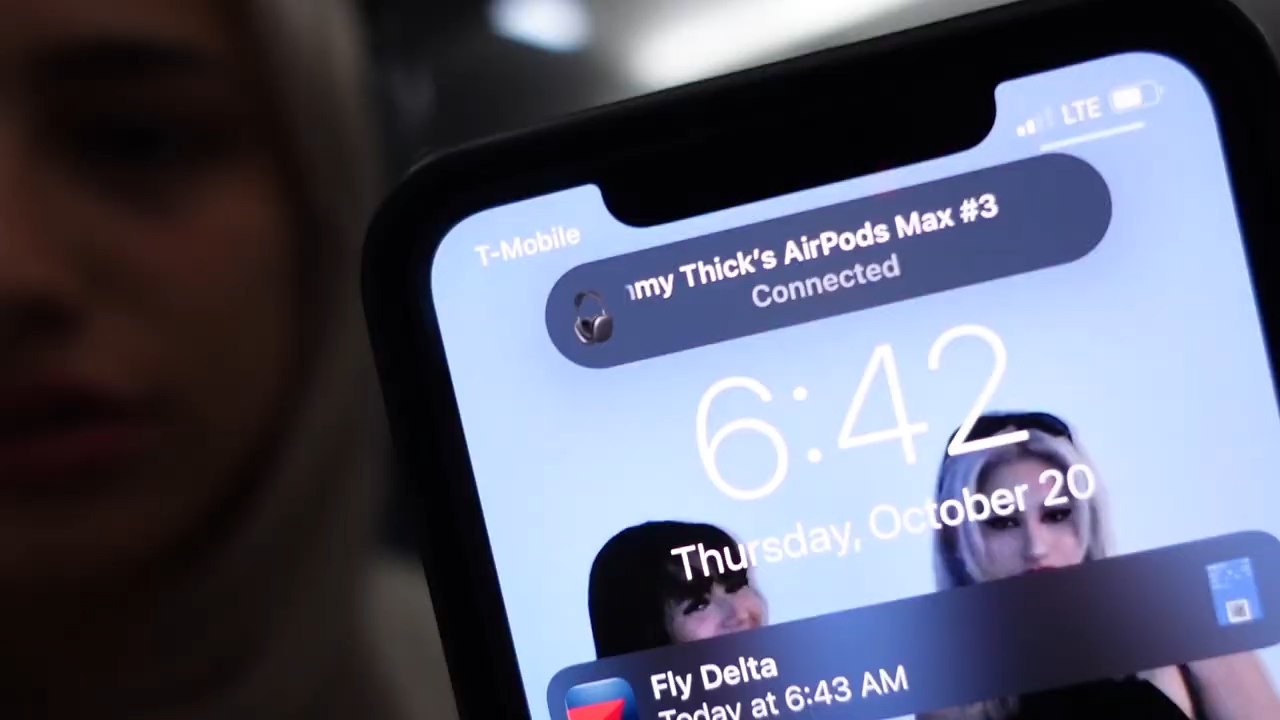 T-Mobile
LTE
my Thick's AirPods Max #3
Connected
6:42
Thursday, October 20
Fly Delta
Today at 6:43 AM